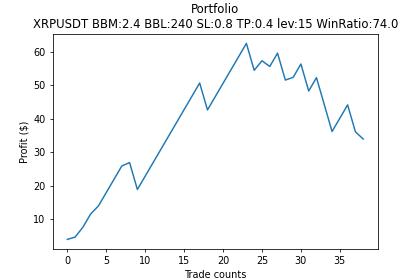 Portfolio
XRPUSDT BBM:2.4 BBL:240 SL:0.8 TP:0.4 lev:15 WinRatio:74.0
60
50
40
30
20
10
Profit ($)
0 5 10 15 20 25 30 35
Trade counts